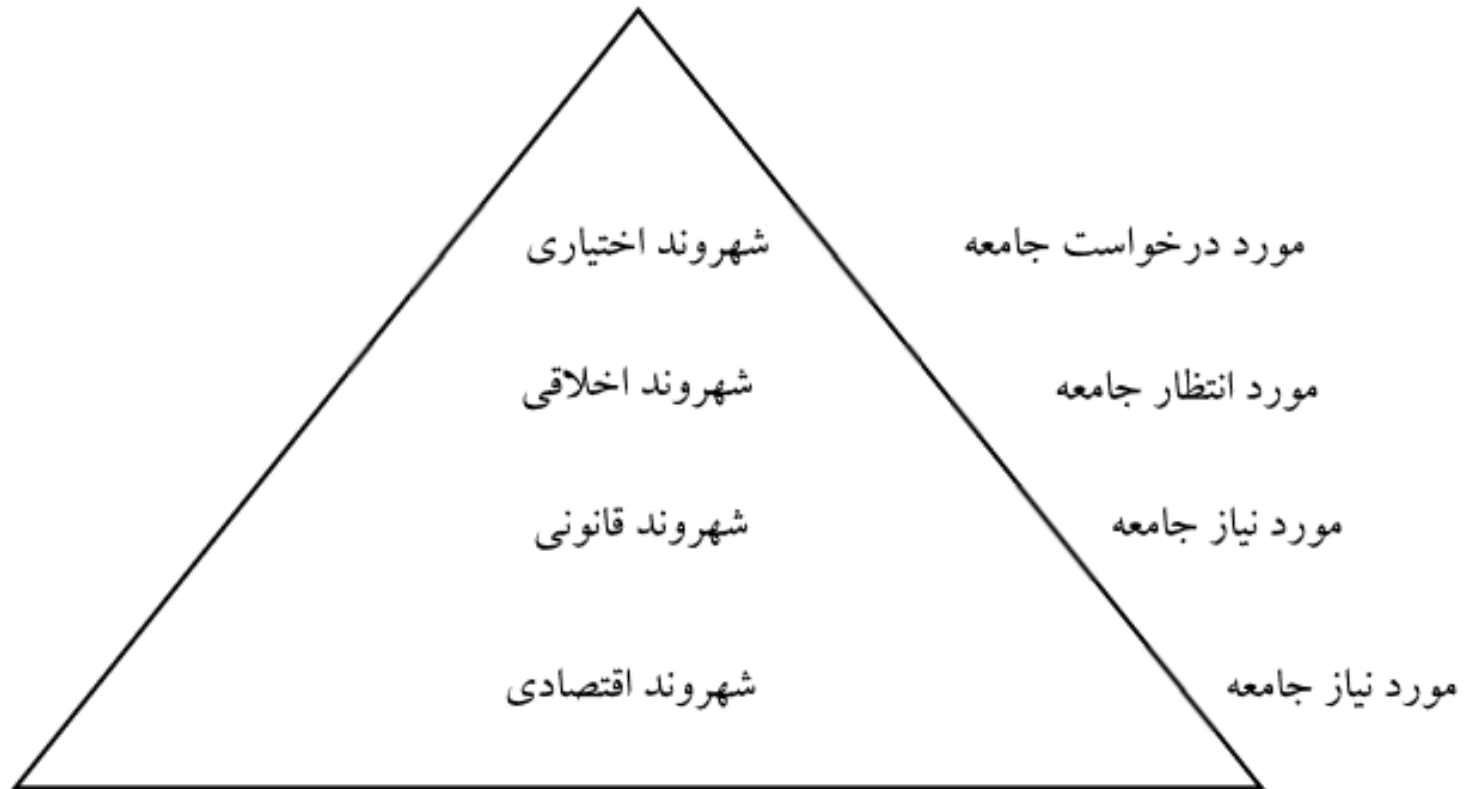 مورد درخواست جامعه
شهروند اختیاری
مورد انتظار جامعه
شهروند اخلاقی
مورد نیاز جامعه
شهروند قانونی
مورد نیاز جامعه
شهروند اقتصادی